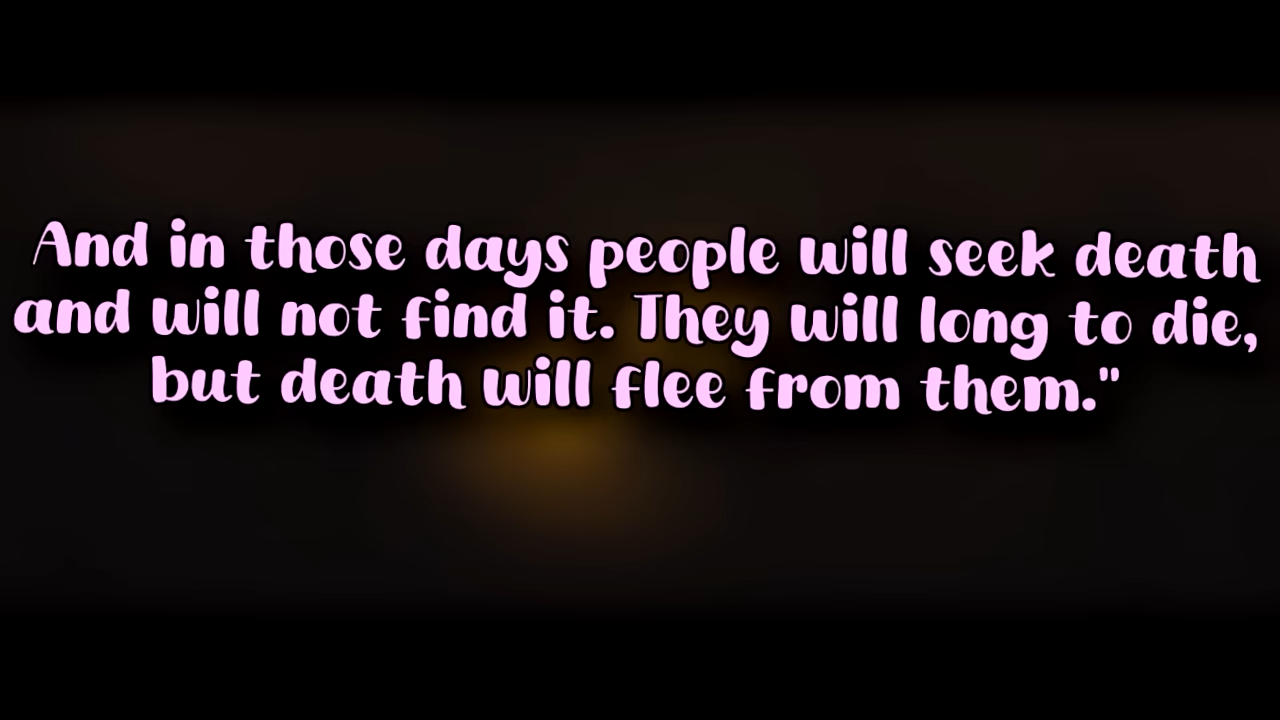 And in those days people will seek death
and will not find it. They will long to die,
but death will flee from them."